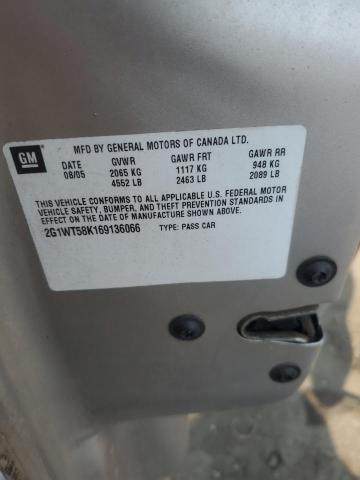 GM
MFD BY GENERAL MOTORS OF CANADA LTD.
DATE GVWR GAWR FRT GAWR RR
08/05 2065 KG 1117 KG 948 KG
4552 LB 2463 LB 2089 LB
THIS VEHICLE CONFORMS TO ALL APPLICABLE U.S. FEDERAL MOTOR
VEHICLE SAFETY, BUMPER, AND THEFT PREVENTION STANDARDS IN
EFFECT ON THE DATE OF MANUFACTURE SHOWN ABOVE.
2G1WT58K169136066 TYPE: PASS CAR